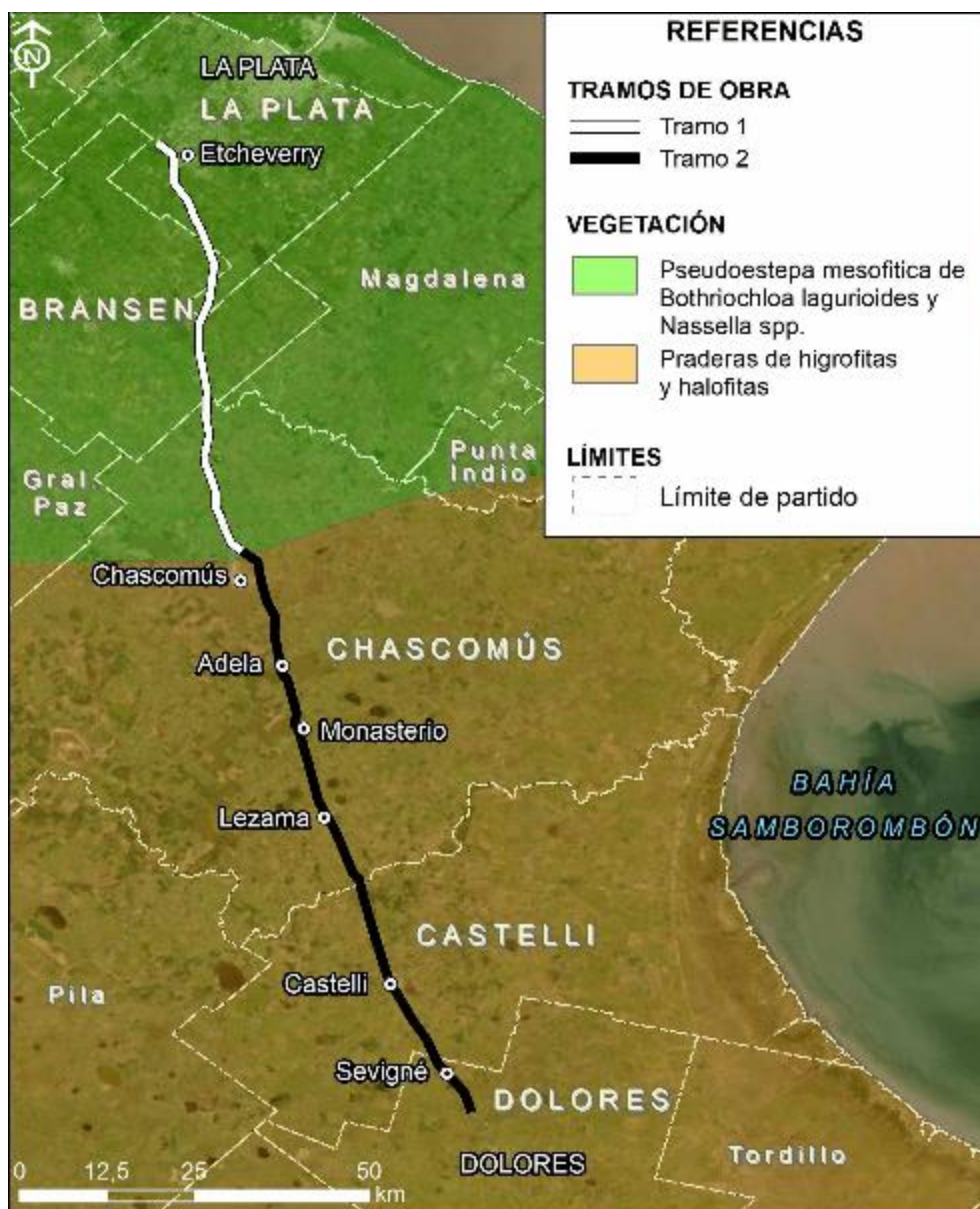 N
LA PLATA
LA PLATA
Etcheverry
Magdalena
BRANSEN
Punta
Indio
Gral.
Paz
Chascomús
CHASCOMÚS
Adela
Monasterio
Lezama
BAHÍA
SAMBOROMBÓN
CASTELLI
Castelli
Pila
Sevigné
DOLORES
DOLORES
Tordillo
0 12,5 25 50
km
REFERENCIAS
TRAMOS DE OBRA
Tramo 1
Tramo 2
VEGETACIÓN
Pseudoestepa mesofitica de
Bothriochloa lagurioides y
Nassella spp.
Praderas de higrofitas
y halofitas
LÍMITES
Límite de partido